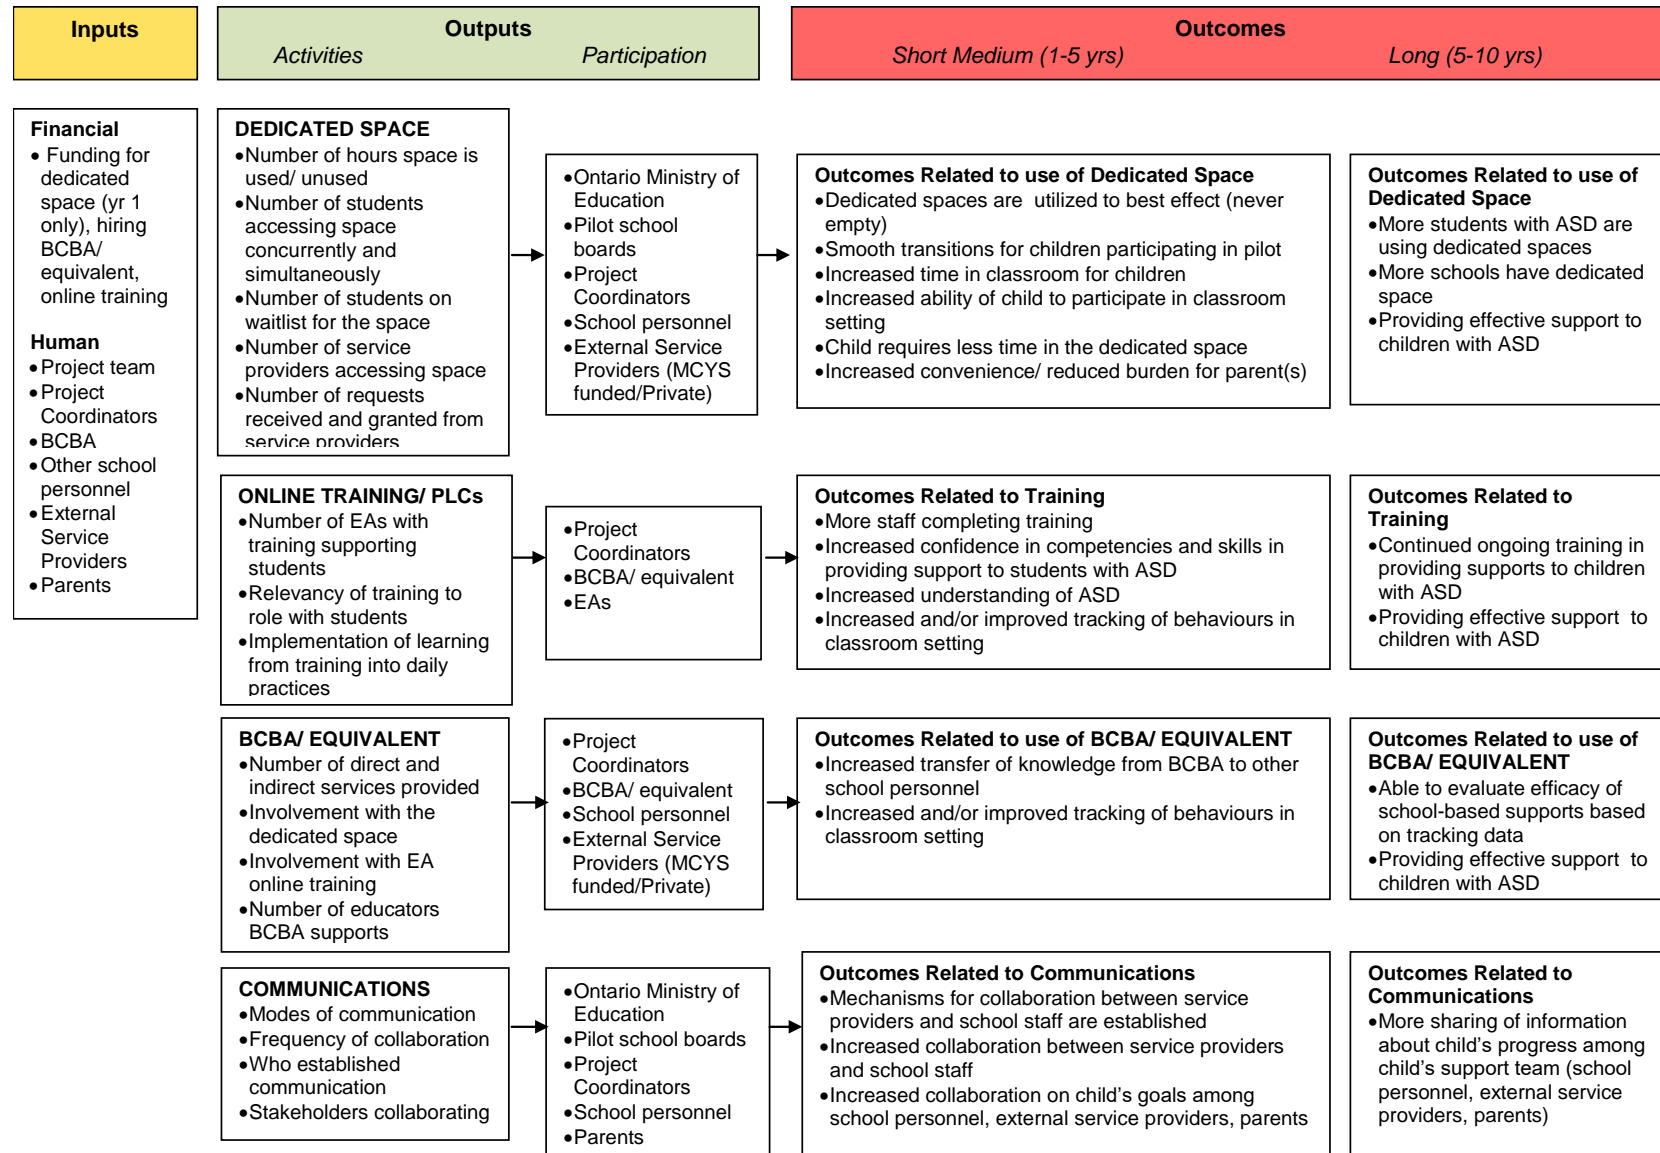 Inputs
Outputs
Activities
Participation
Outcomes
Short Medium (1-5 yrs)
Long (5-10 yrs)
Financial
• Funding for
dedicated
space (yr 1
only), hiring
BCBA/
equivalent,
online training
Human
•Project team
•Project
Coordinators
•BCBA
•Other school
personnel
•External
Service
Providers
•Parents
DEDICATED SPACE
•Number of hours space is
used/ unused
•Number of students
accessing space
concurrently and
simultaneously
•Number of students on
waitlist for the space
•Number of service
providers accessing space
•Number of requests
received and granted from
service providers
•Ontario Ministry of
Education
•Pilot school
boards
•Project
Coordinators
•School personnel
•External Service
Providers (MCYS
funded/Private)
Outcomes Related to use of Dedicated Space
•Dedicated spaces are utilized to best effect (never
empty)
•Smooth transitions for children participating in pilot
•Increased time in classroom for children
•Increased ability of child to participate in classroom
setting
•Child requires less time in the dedicated space
•Increased convenience/ reduced burden for parent(s)
Outcomes Related to use of
Dedicated Space
•More students with ASD are
using dedicated spaces
•More schools have dedicated
space
•Providing effective support to
children with ASD
ONLINE TRAINING/ PLCs
•Number of EAs with
training supporting
students
•Relevancy of training to
role with students
•Implementation of learning
from training into daily
practices
•Project
Coordinators
•BCBA/ equivalent
•EAs
Outcomes Related to Training
•More staff completing training
•Increased confidence in competencies and skills in
providing support to students with ASD
•Increased understanding of ASD
•Increased and/or improved tracking of behaviours in
classroom setting
Outcomes Related to
Training
•Continued ongoing training in
providing supports to children
with ASD
•Providing effective support to
children with ASD
BCBA/ EQUIVALENT
•Number of direct and
indirect services provided
•Involvement with the
dedicated space
•Involvement with EA
online training
•Number of educators
BCBA supports
•Project
Coordinators
•BCBA/ equivalent
•School personnel
•External Service
Providers (MCYS
funded/Private)
Outcomes Related to use of BCBA/ EQUIVALENT
•Increased transfer of knowledge from BCBA to other
school personnel
•Increased and/or improved tracking of behaviours in
classroom setting
Outcomes Related to use of
BCBA/ EQUIVALENT
•Able to evaluate efficacy of
school-based supports based
on tracking data
•Providing effective support to
children with ASD
COMMUNICATIONS
•Modes of communication
•Frequency of collaboration
•Who established
communication
•Stakeholders collaborating
•Ontario Ministry of
Education
•Pilot school boards
•Project
Coordinators
•School personnel
•Parents
Outcomes Related to Communications
•Mechanisms for collaboration between service
providers and school staff are established
•Increased collaboration between service providers
and school staff
•Increased collaboration on child’s goals among
school personnel, external service providers, parents
Outcomes Related to
Communications
•More sharing of information
about child’s progress among
child’s support team (school
personnel, external service
providers, parents)